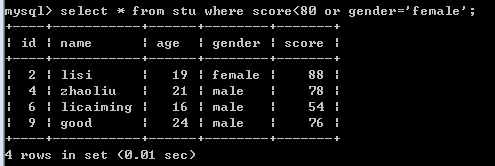 mysql> select * from stu where score<80 or gender='female';
+----+-----------+------+--------+-------+
| id | name      | age  | gender | score |
+----+-----------+------+--------+-------+
|  2 | lisi      |   19 | female |    88 |
|  4 | zhaoliu   |   21 | male   |    78 |
|  6 | licaiming |   16 | male   |    54 |
|  9 | good      |   24 | male   |    76 |
+----+-----------+------+--------+-------+
4 rows in set (0.01 sec)